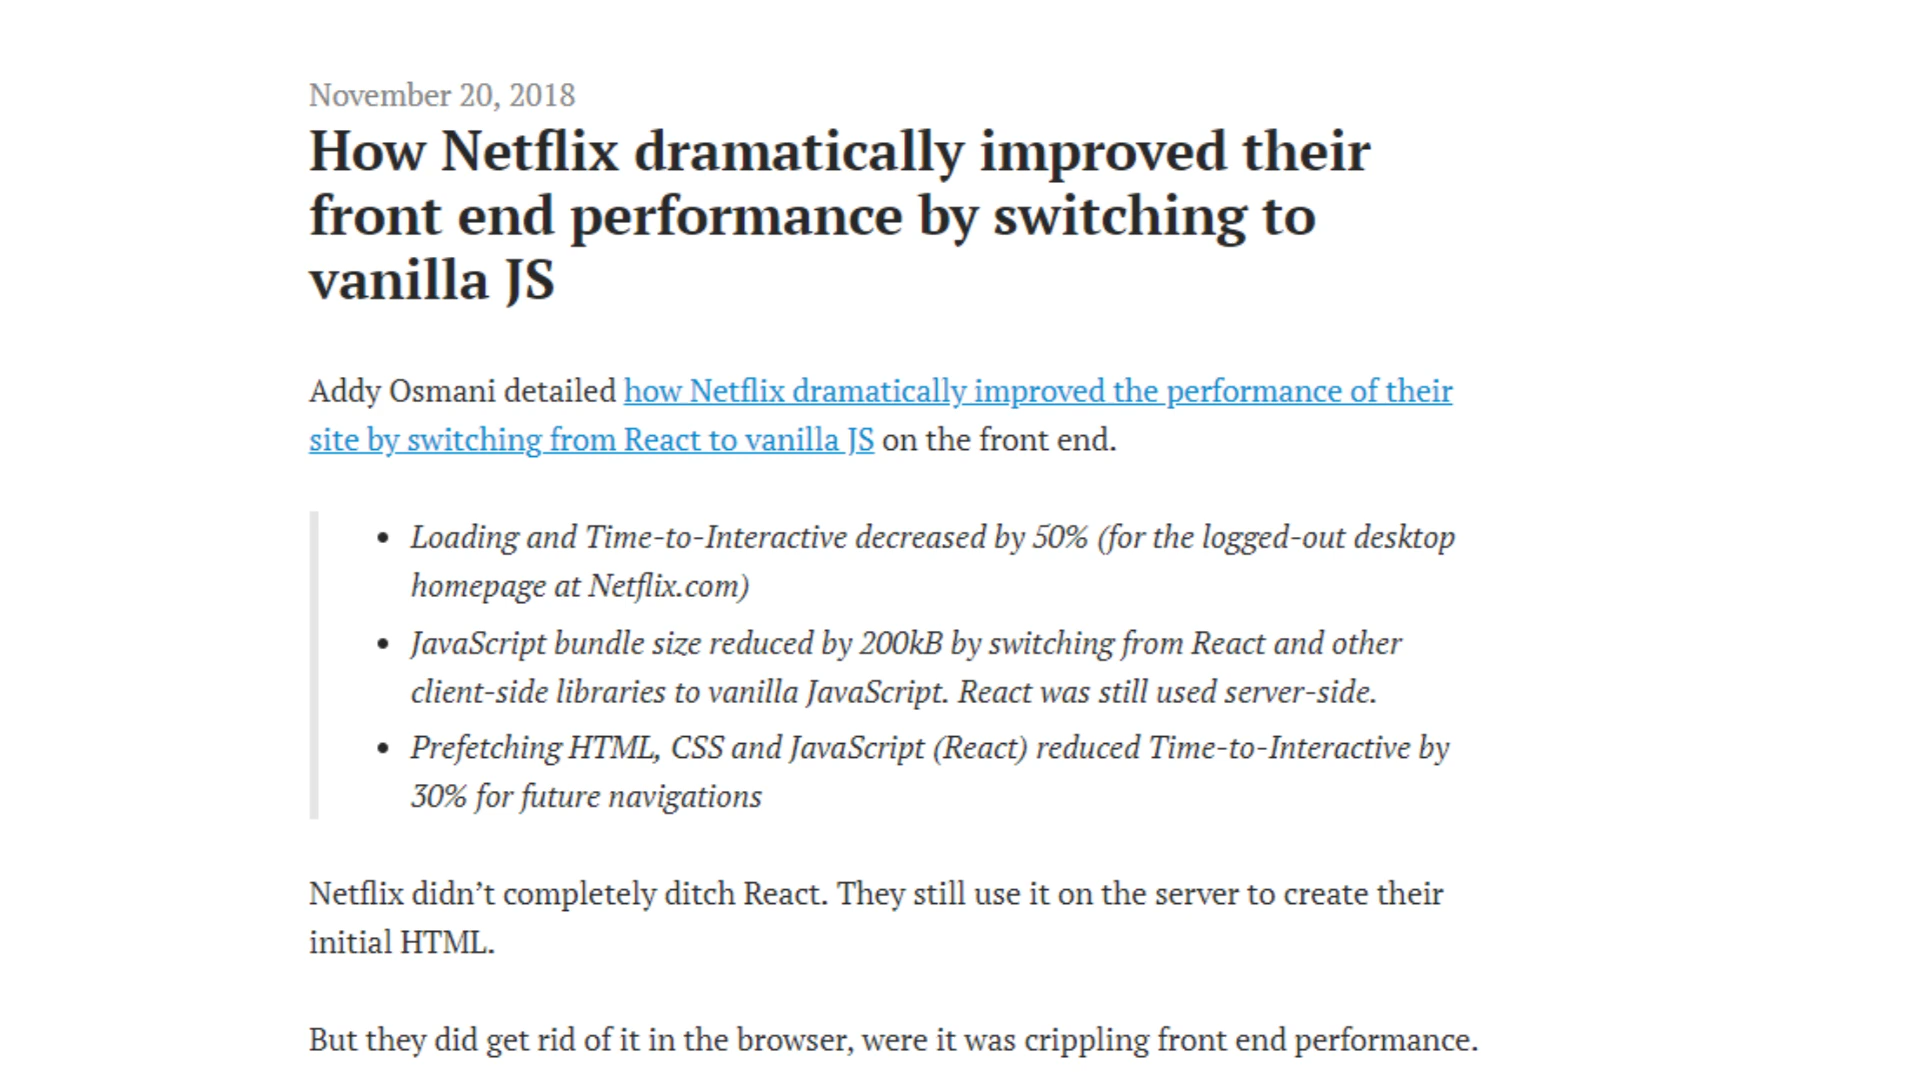 November 20, 2018
How Netflix dramatically improved their
front end performance by switching to
vanilla JS
Addy Osmani detailed how Netflix dramatically improved the performance of their
site by switching from React to vanilla JS on the front end.
• Loading and Time-to-Interactive decreased by 50% (for the logged-out desktop
homepage at Netflix.com)
• JavaScript bundle size reduced by 200kB by switching from React and other
client-side libraries to vanilla JavaScript. React was still used server-side.
• Prefetching HTML, CSS and JavaScript (React) reduced Time-to-Interactive by
30% for future navigations
Netflix didn’t completely ditch React. They still use it on the server to create their
initial HTML.
But they did get rid of it in the browser, were it was crippling front end performance.